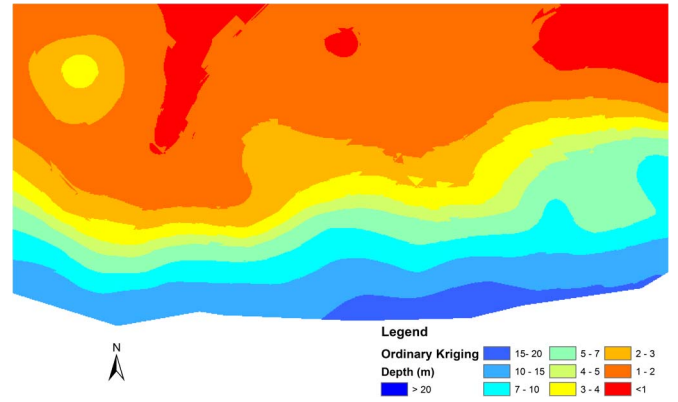 N
Legend
Ordinary Kriging
Depth (m)
> 20
15- 20
10 - 15
7 - 10
5 - 7
4 - 5
3 - 4
2 - 3
1 - 2
<1